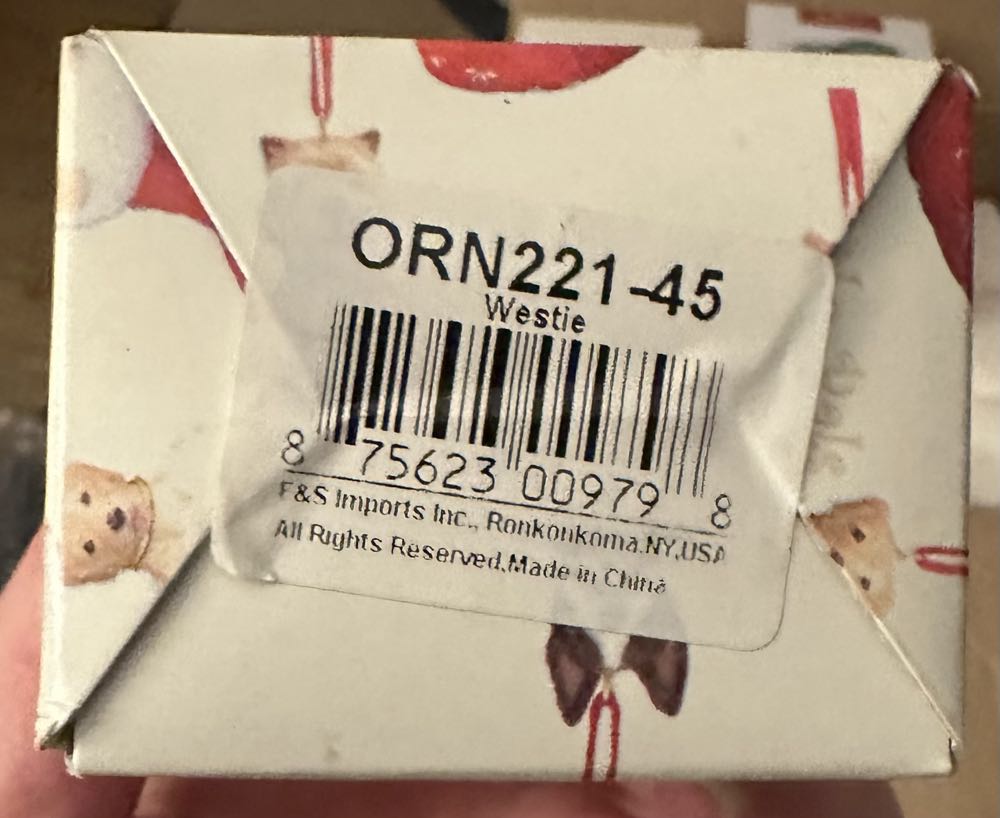 ORN221-45
Westie
8 75623 00979 8
F&S Imports Inc., Ronkonkoma,NY,USA
All Rights Reserved,Made in China